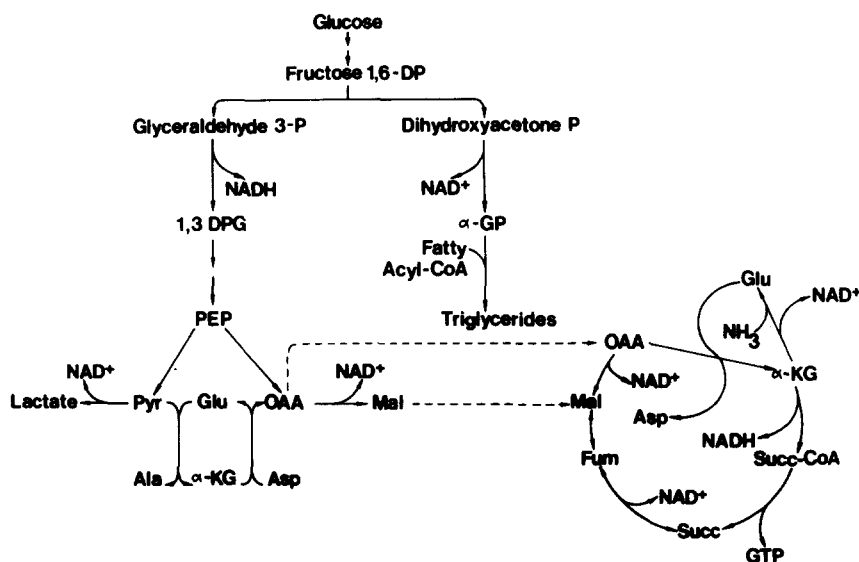 Glucose
Fructose 1,6-DP
Glyceraldehyde 3-P
Dihydroxyacetone P
NADH
NAD+
1,3 DPG
α-GP
Fatty
Acyl-CoA
Glu
NAD+
PEP
Triglycerides
NH3
OAA
NAD+
NAD+
NAD+
α-KG
Lactate
Pyr
Glu
OAA
Mal
Mal
Asp
NADH
Fum
Succ-CoA
Ala
α-KG
Asp
NAD+
Succ
GTP